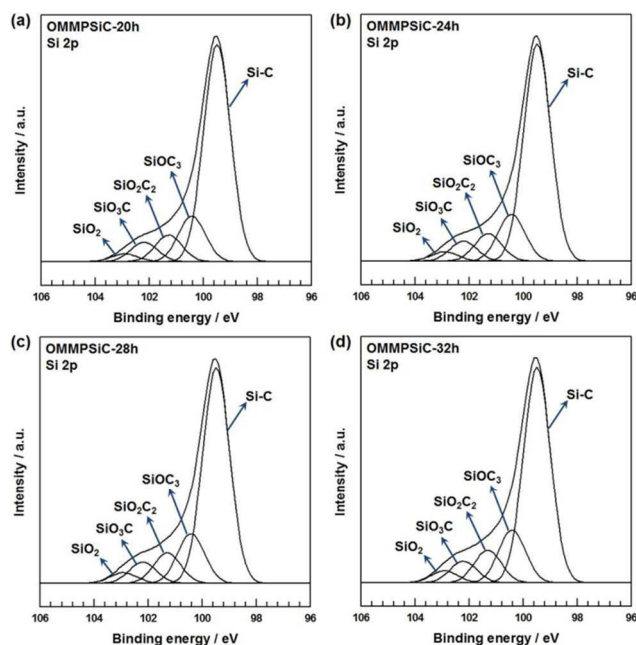 (a)
OMMPSiC-20h
Si 2p
Si-C
SiOC₃
SiO₂C₂
SiO₃C
SiO₂
Intensity / a.u.
106 104 102 100 98 96
Binding energy / eV
(b)
OMMPSiC-24h
Si 2p
Si-C
SiOC₃
SiO₂C₂
SiO₃C
SiO₂
Intensity / a.u.
106 104 102 100 98 96
Binding energy / eV
(c)
OMMPSiC-28h
Si 2p
Si-C
SiOC₃
SiO₂C₂
SiO₃C
SiO₂
Intensity / a.u.
106 104 102 100 98 96
Binding energy / eV
(d)
OMMPSiC-32h
Si 2p
Si-C
SiOC₃
SiO₂C₂
SiO₃C
SiO₂
Intensity / a.u.
106 104 102 100 98 96
Binding energy / eV